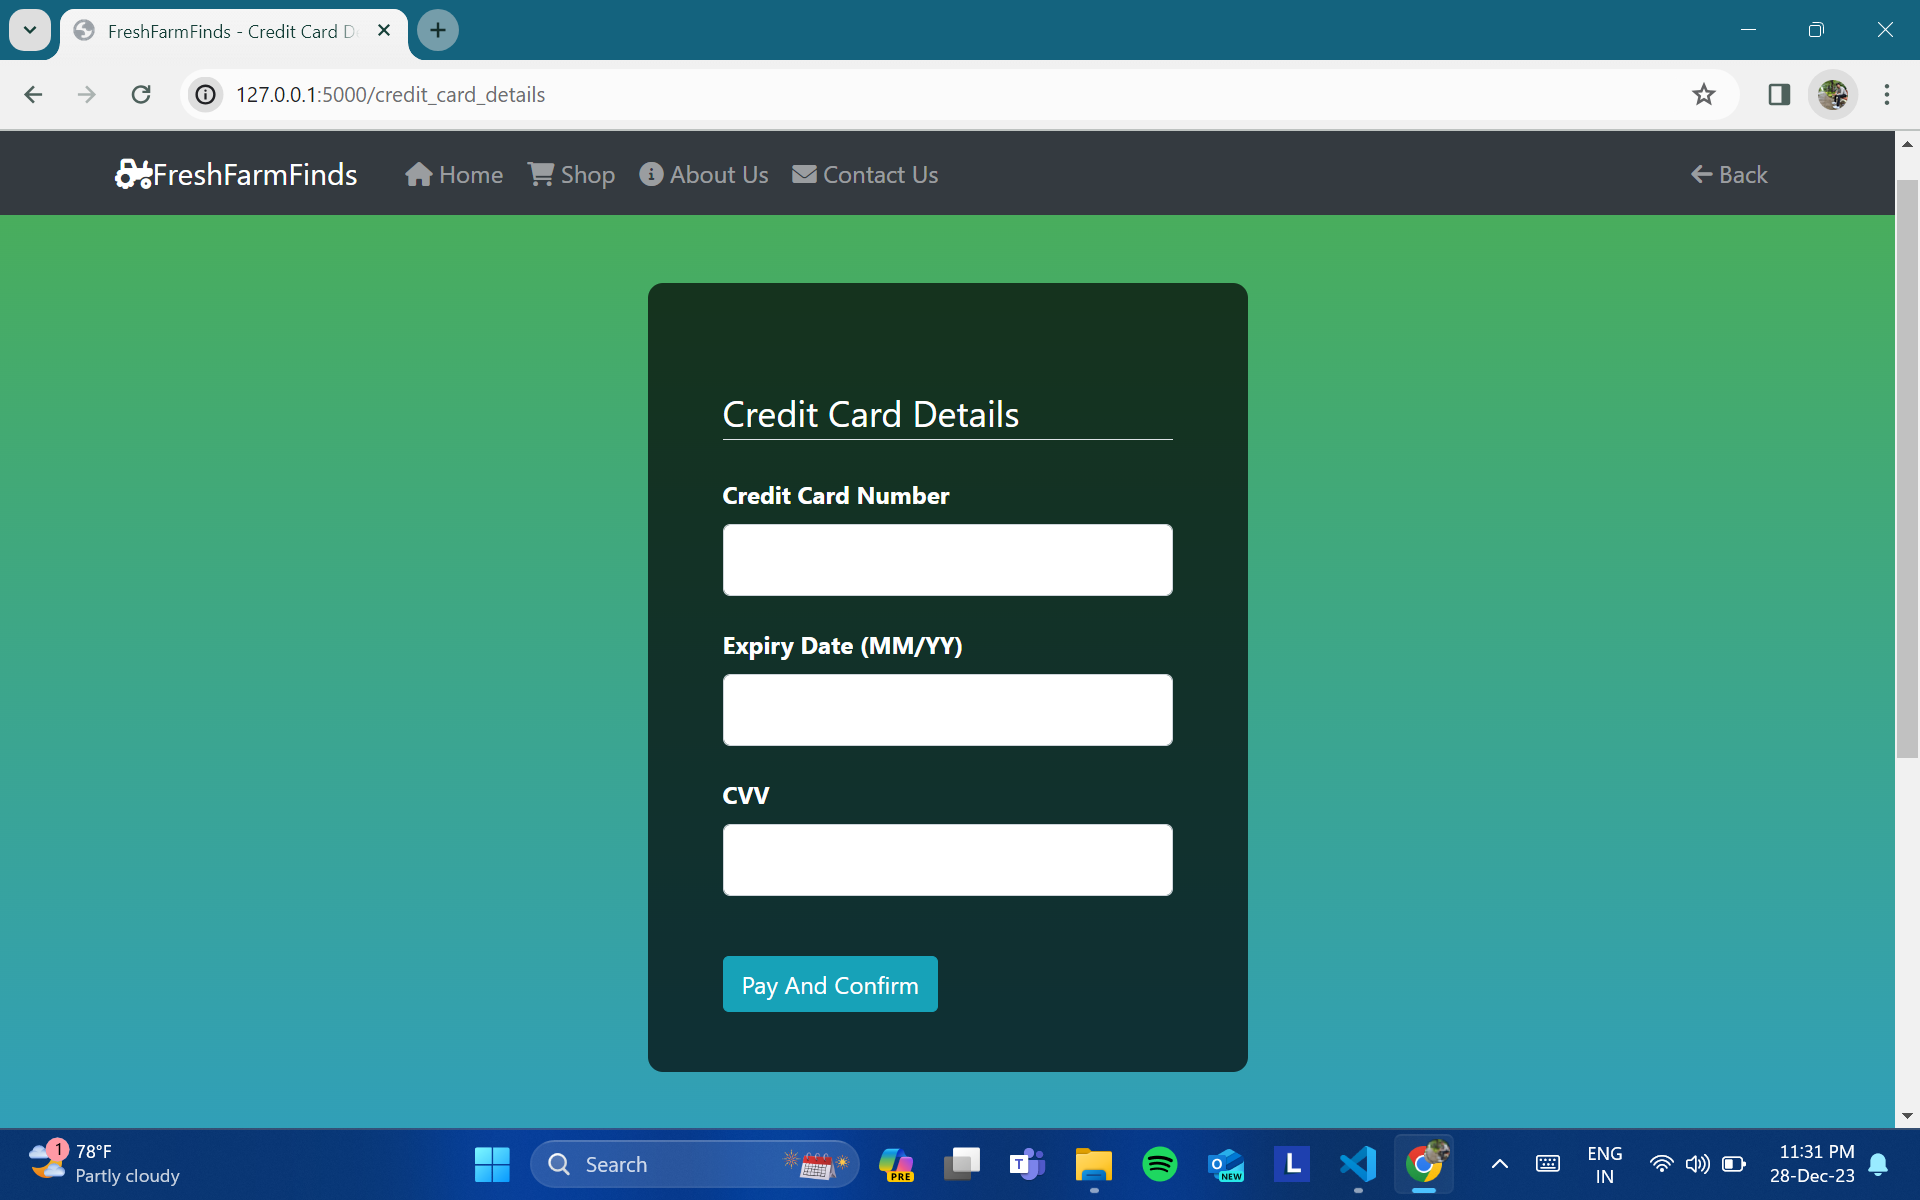 FreshFarmFinds - Credit Card D
127.0.0.1:5000/credit_card_details
FreshFarmFinds Home Shop About Us Contact Us Back
Credit Card Details
Credit Card Number
Expiry Date (MM/YY)
CVV
Pay And Confirm
1 78°F
Partly cloudy
Search
PRE
T
O
NEW
L
ENG
IN
11:31 PM
28-Dec-23